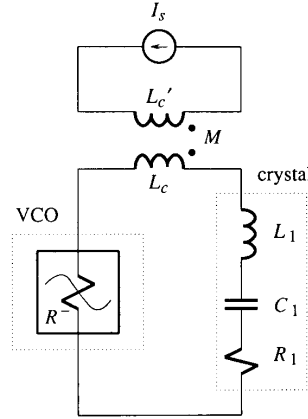 I_s
L_c'
M
L_c
crystal
VCO
L_1
R^-
C_1
R_1